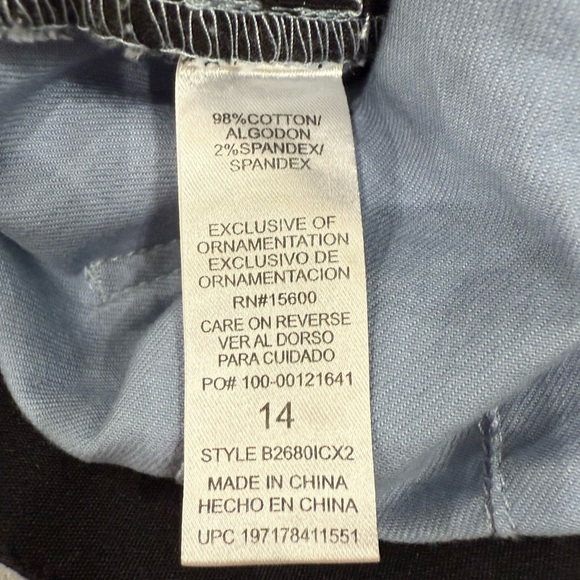 98%COTTON/
ALGODON
2%SPANDEX/
SPANDEX
EXCLUSIVE OF
ORNAMENTATION
EXCLUSIVO DE
ORNAMENTACION
RN#15600
CARE ON REVERSE
VER AL DORSO
PARA CUIDADO
PO# 100-00121641
14
STYLE B2680ICX2
MADE IN CHINA
HECHO EN CHINA
UPC 197178411551